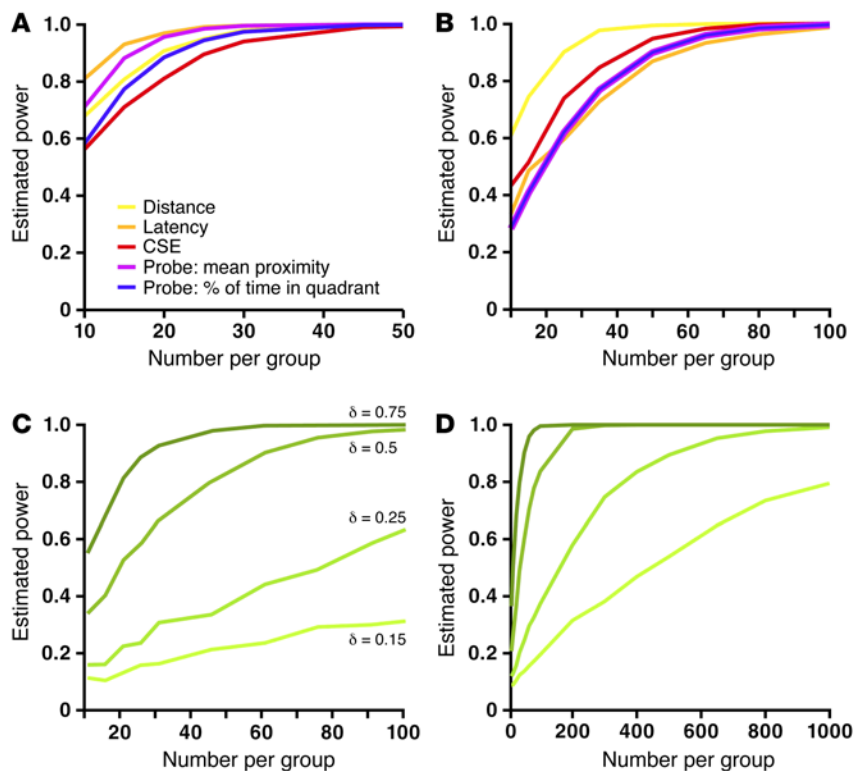 A
Estimated power
1.0
0.8
0.6
0.4
0.2
0
Distance
Latency
CSE
Probe: mean proximity
Probe: % of time in quadrant
10 20 30 40 50
Number per group
B
Estimated power
1.0
0.8
0.6
0.4
0.2
0
20 40 60 80 100
Number per group
C
Estimated power
1.0
0.8
0.6
0.4
0.2
0
δ = 0.75
δ = 0.5
δ = 0.25
δ = 0.15
20 40 60 80 100
Number per group
D
Estimated power
1.0
0.8
0.6
0.4
0.2
0
0 200 400 600 800 1000
Number per group